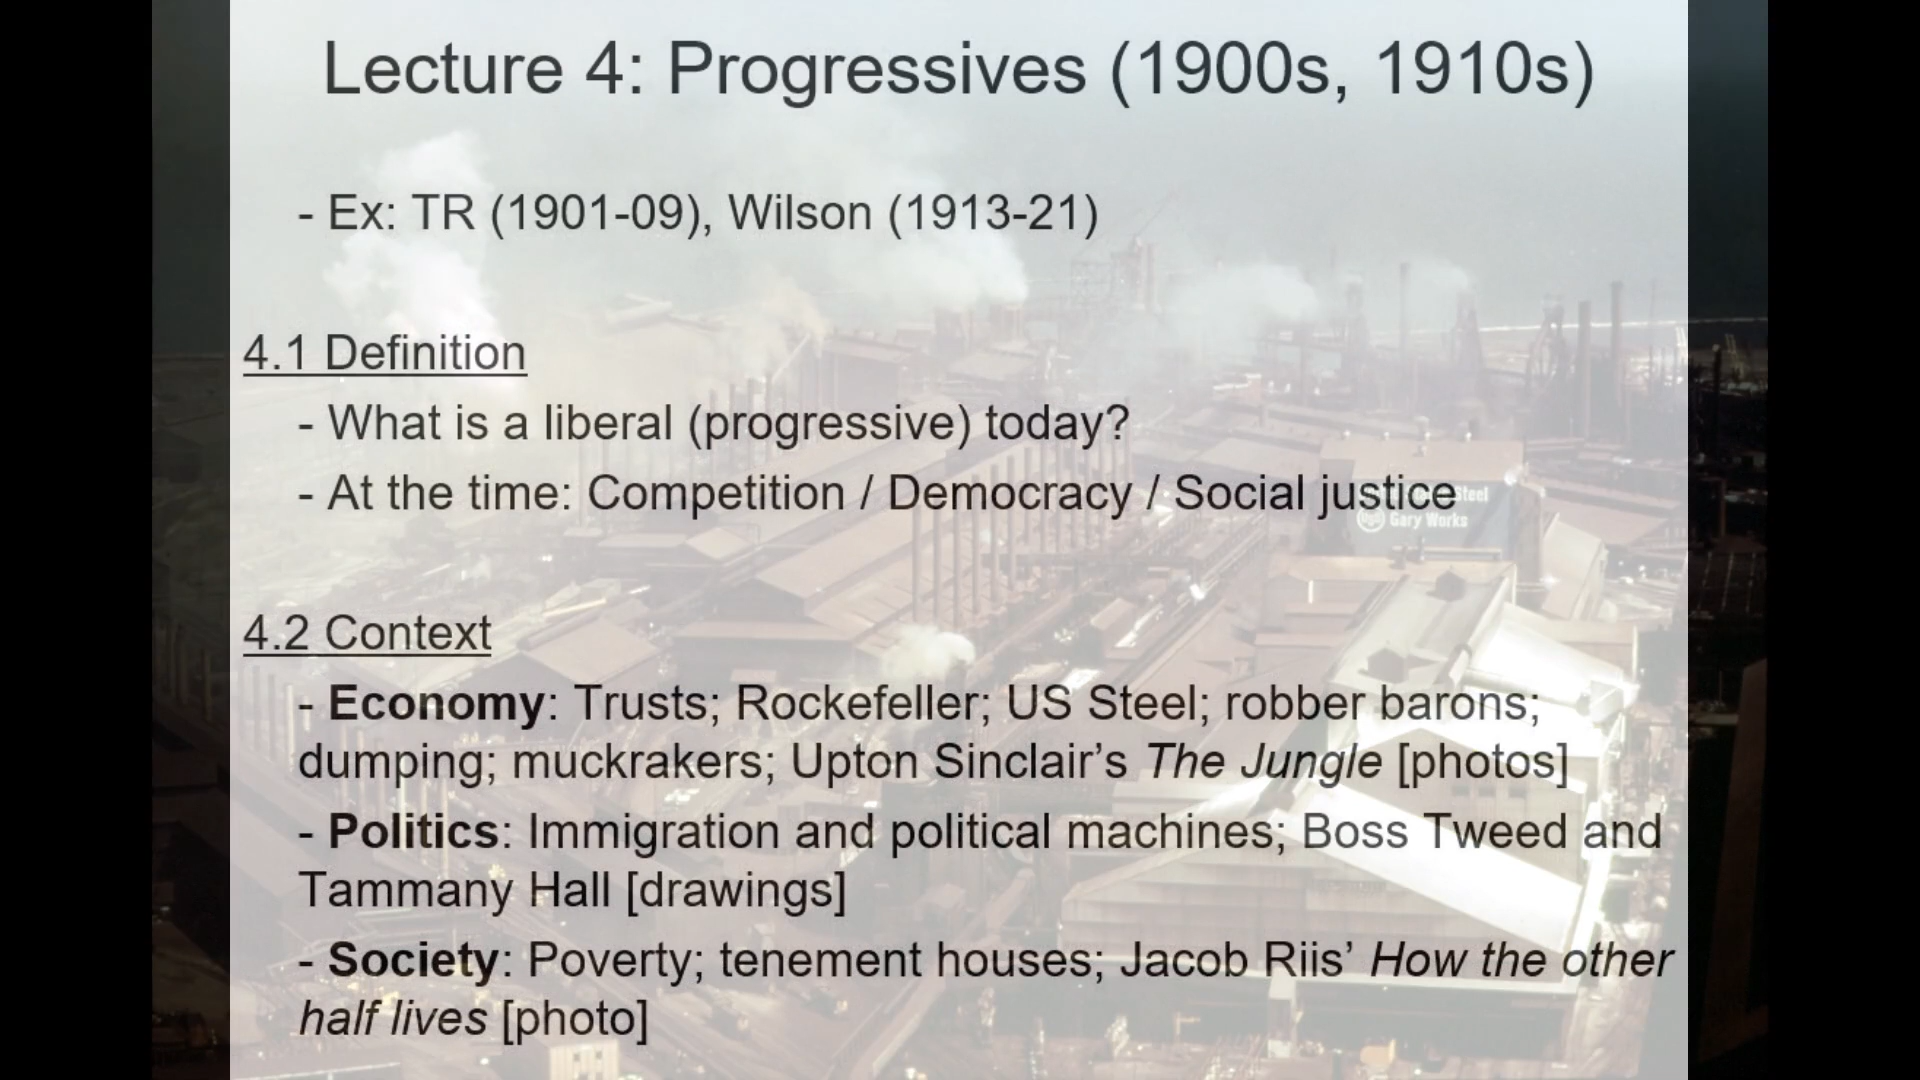 Lecture 4: Progressives (1900s, 1910s)
- Ex: TR (1901-09), Wilson (1913-21)
4.1 Definition
- What is a liberal (progressive) today?
- At the time: Competition / Democracy / Social justice
Steel
Gary Works
4.2 Context
- Economy: Trusts; Rockefeller; US Steel; robber barons;
dumping; muckrakers; Upton Sinclair’s The Jungle [photos]
- Politics: Immigration and political machines; Boss Tweed and
Tammany Hall [drawings]
- Society: Poverty; tenement houses; Jacob Riis’ How the other
half lives [photo]